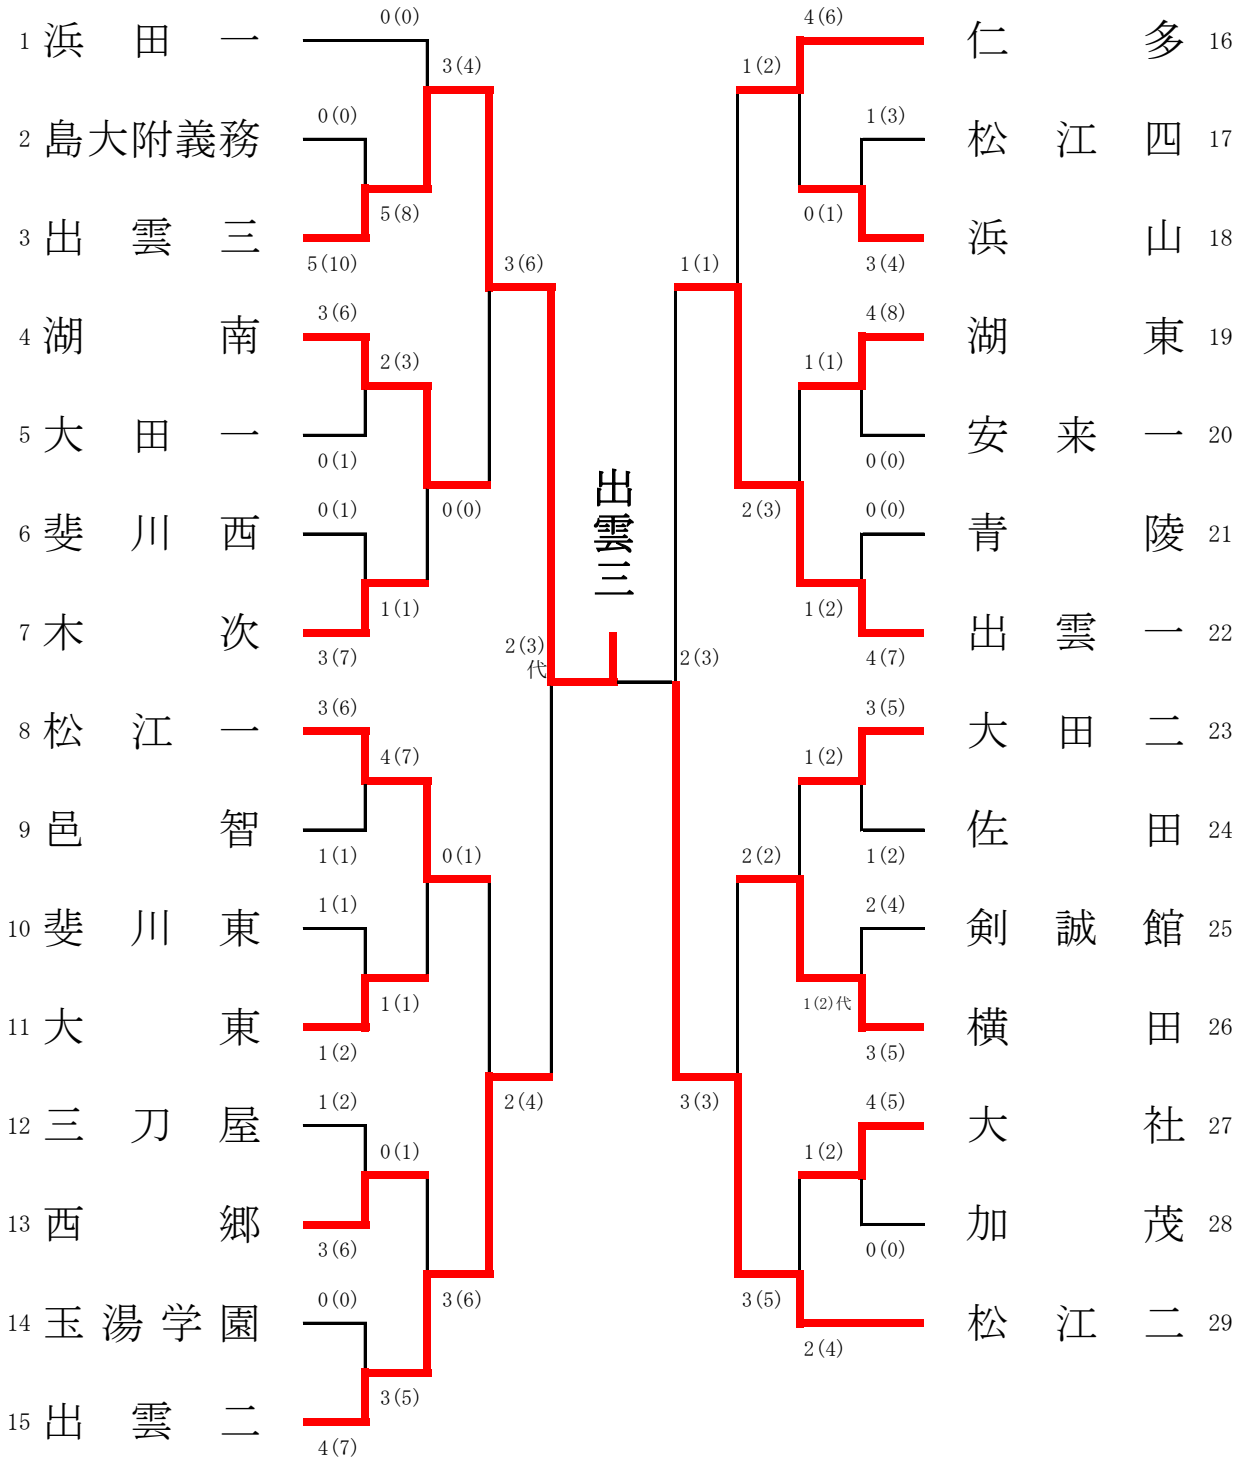 0(0)
4(6)
1 浜田一
仁多 16
3(4)
1(2)
0(0)
1(3)
2 島大附義務
松江四 17
5(8)
0(1)
3 出雲三
浜山 18
5(10)
3(6)
1(1)
3(4)
3(6)
4(8)
4 湖南
湖東 19
2(3)
1(1)
5 大田一
安来一 20
0(1)
0(0)
0(1)
0(0)
2(3)
0(0)
6 斐川西
青陵 21
出雲三
1(1)
1(2)
7 木次
出雲一 22
3(7)
2(3)
代
2(3)
4(7)
3(6)
3(5)
8 松江一
大田二 23
4(7)
1(2)
9 邑智
佐田 24
1(1)
0(1)
2(2)
1(2)
1(1)
2(4)
10 斐川東
剣誠館 25
1(1)
1(2)代
11 大東
横田 26
1(2)
3(5)
1(2)
2(4)
3(3)
4(5)
12 三刀屋
大社 27
0(1)
1(2)
13 西郷
加茂 28
3(6)
0(0)
0(0)
3(6)
3(5)
14 玉湯学園
松江二 29
2(4)
3(5)
15 出雲二
4(7)